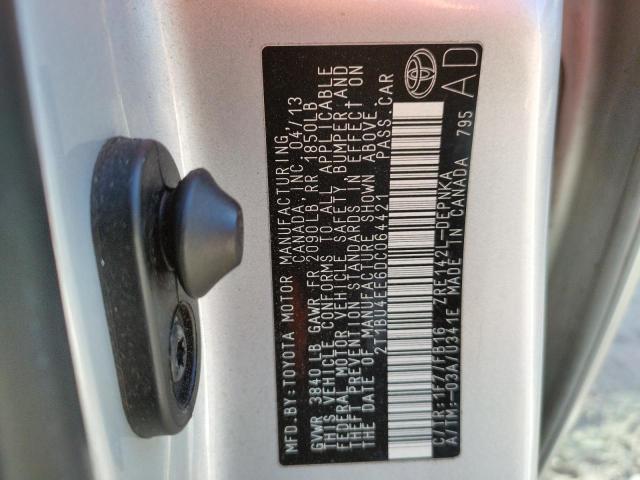 MFD.BY:TOYOTA MOTOR MANUFACTURING
CANADA, INC. 04/13
GVWR 3840 LB GAWR FR 2090LB,RR 1850LB
THIS VEHICLE CONFORMS TO ALL APPLICABLE
FEDERAL MOTOR VEHICLE SAFETY BUMPER,AND
THEFT PREVENTION STANDARDS IN EFFECT ON
THE DATE OF MANUFACTURE SHOWN ABOVE.
2T1BU4EE6DC064421 PASS.CAR
C/TR:1F7/FB16 ZRE142L-DEPNKA
A/TM:-03A/U341E MADE IN CANADA 795
AD